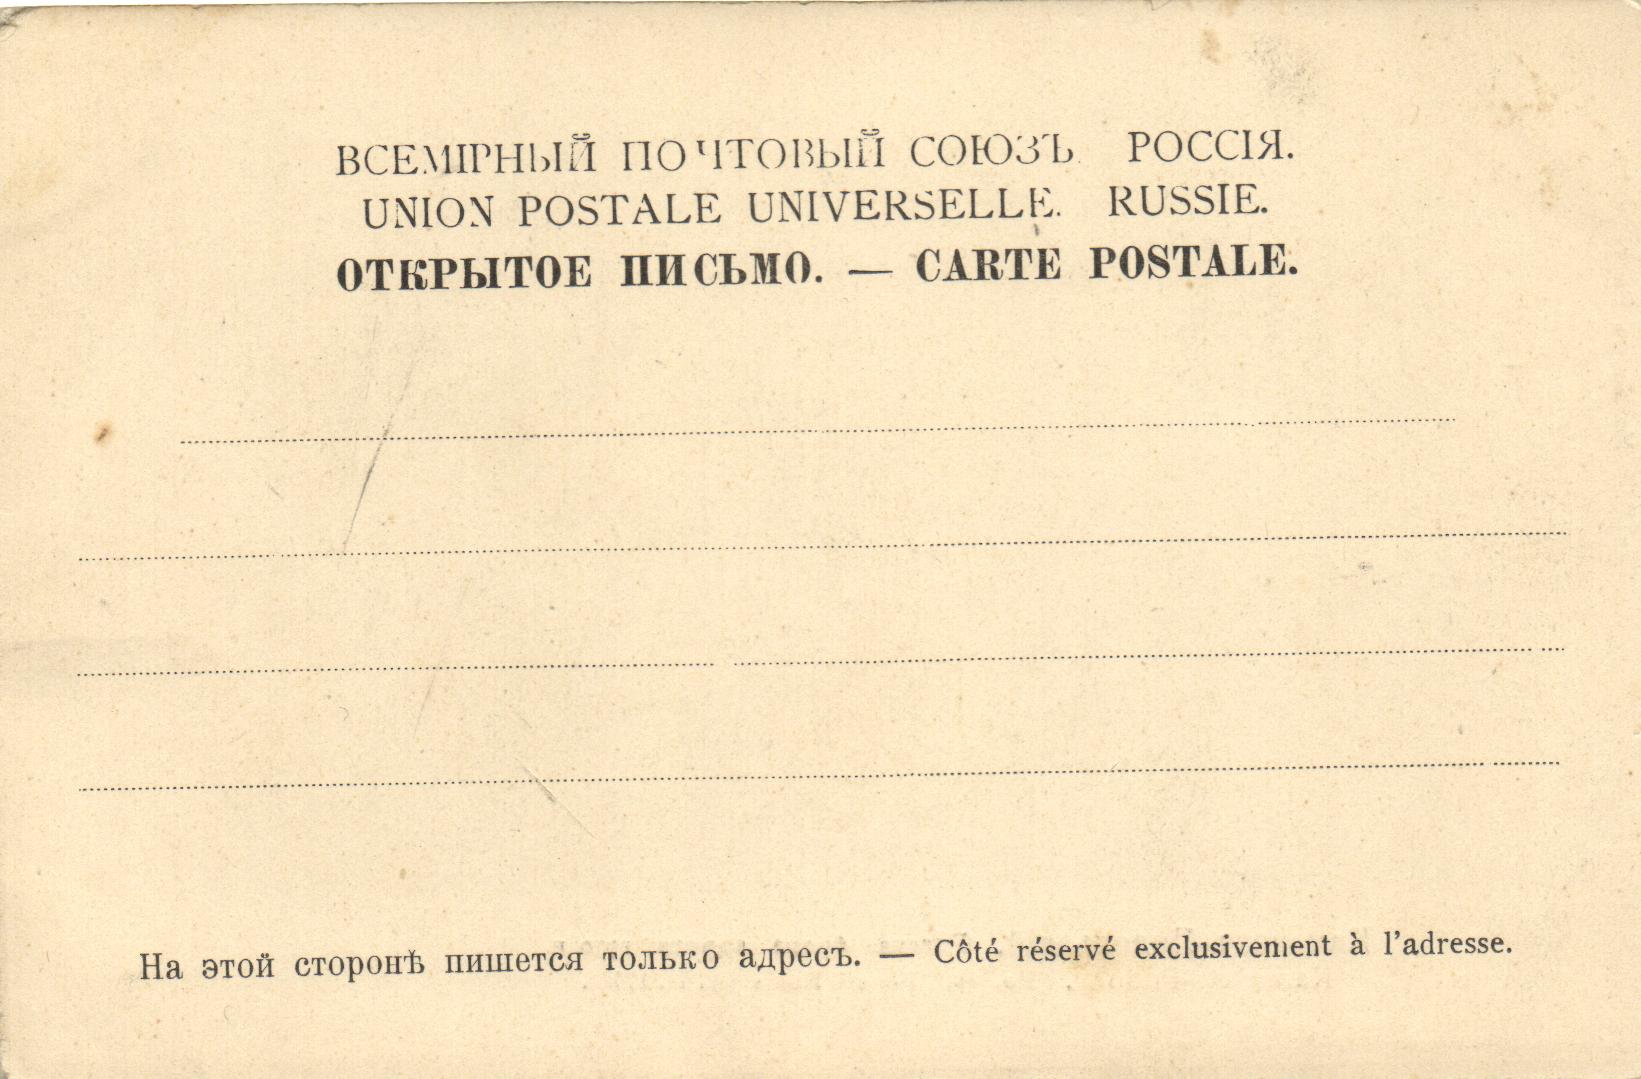 ВСЕМІРНЫЙ ПОЧТОВЫЙ СОЮЗЪ. РОССІЯ.
UNION POSTALE UNIVERSELLE. RUSSIE.
ОТКРЫТОЕ ПИСЬМО. — CARTE POSTALE.
На этой сторонѣ пишется только адресъ. — Côté réservé exclusivement à l'adresse.